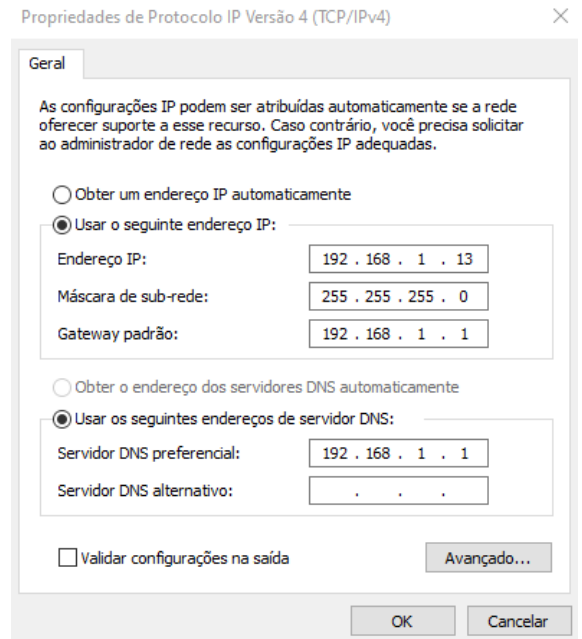 Propriedades de Protocolo IP Versão 4 (TCP/IPv4)
Geral
As configurações IP podem ser atribuídas automaticamente se a rede
oferecer suporte a esse recurso. Caso contrário, você precisa solicitar
ao administrador de rede as configurações IP adequadas.
Obter um endereço IP automaticamente
Usar o seguinte endereço IP:
Endereço IP: 192 . 168 . 1 . 13
Máscara de sub-rede: 255 . 255 . 255 . 0
Gateway padrão: 192 . 168 . 1 . 1
Obter o endereço dos servidores DNS automaticamente
Usar os seguintes endereços de servidor DNS:
Servidor DNS preferencial: 192 . 168 . 1 . 1
Servidor DNS alternativo: . . .
Validar configurações na saída Avançado...
OK Cancelar